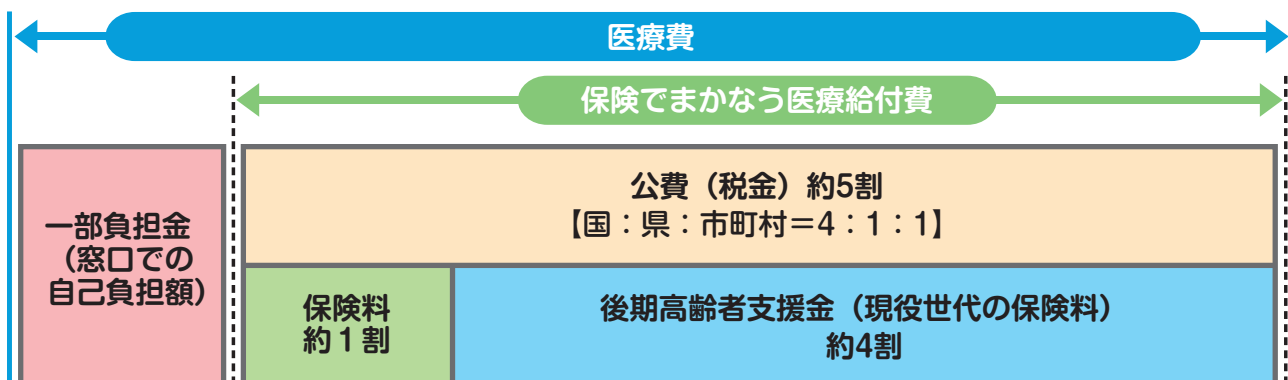 医療費
保険でまかなう医療給付費
一部負担金
(窓口での
自己負担額)
公費（税金）約5割
【国：県：市町村＝4：1：1】
保険料
約１割
後期高齢者支援金（現役世代の保険料）
約4割